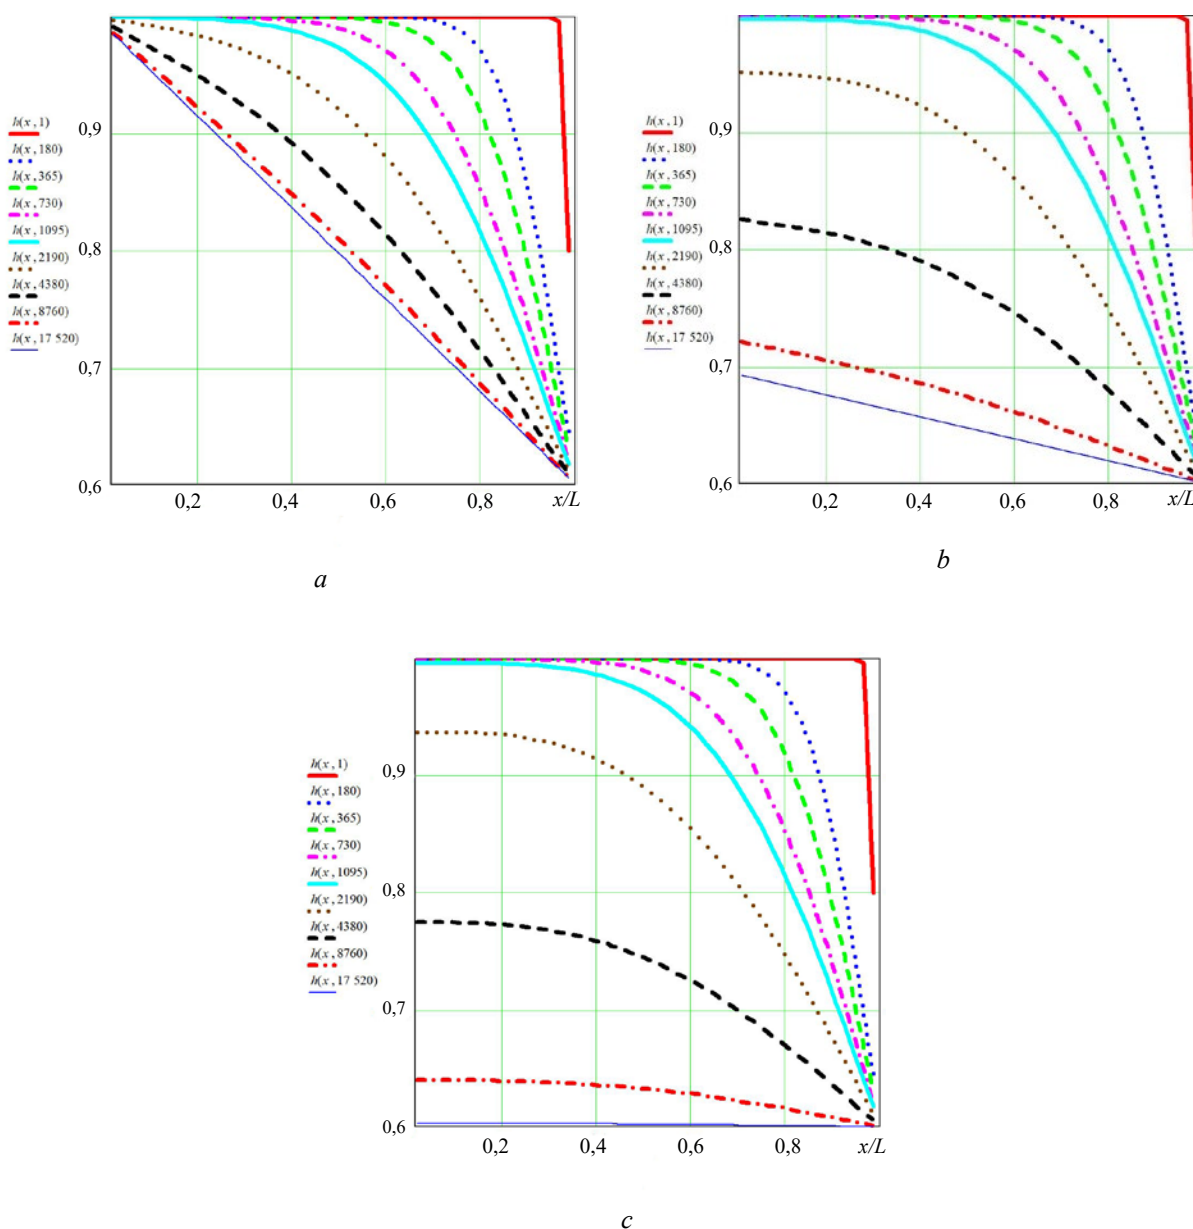 h(x, 1)
h(x, 180)
h(x, 365)
h(x, 730)
h(x, 1095)
h(x, 2190)
h(x, 4380)
h(x, 8760)
h(x, 17 520)
0,9
0,8
0,7
0,6
0,2 0,4 0,6 0,8 x/L
a
h(x, 1)
h(x, 180)
h(x, 365)
h(x, 730)
h(x, 1095)
h(x, 2190)
h(x, 4380)
h(x, 8760)
h(x, 17 520)
0,9
0,8
0,7
0,6
0,2 0,4 0,6 0,8 x/L
b
h(x, 1)
h(x, 180)
h(x, 365)
h(x, 730)
h(x, 1095)
h(x, 2190)
h(x, 4380)
h(x, 8760)
h(x, 17 520)
0,9
0,8
0,7
0,6
0,2 0,4 0,6 0,8 x/L
c